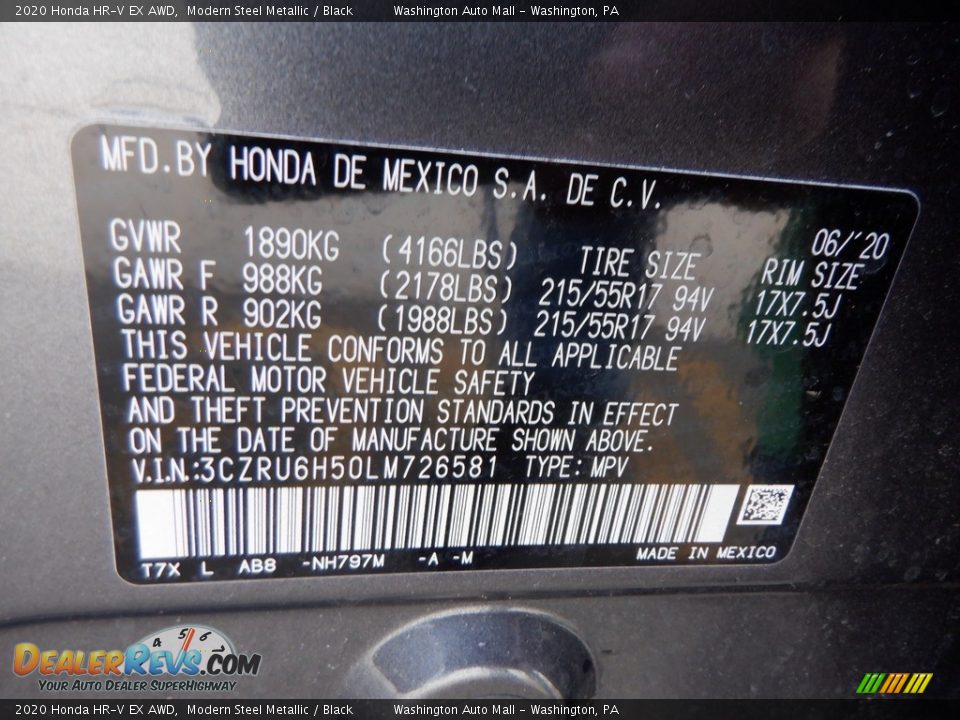 2020 Honda HR-V EX AWD, Modern Steel Metallic / Black Washington Auto Mall - Washington, PA
MFD.BY HONDA DE MEXICO S.A. DE C.V.
06/'20
GVWR 1890KG (4166LBS) TIRE SIZE RIM SIZE
GAWR F 988KG (2178LBS) 215/55R17 94V 17X7.5J
GAWR R 902KG (1988LBS) 215/55R17 94V 17X7.5J
THIS VEHICLE CONFORMS TO ALL APPLICABLE
FEDERAL MOTOR VEHICLE SAFETY
AND THEFT PREVENTION STANDARDS IN EFFECT
ON THE DATE OF MANUFACTURE SHOWN ABOVE.
V.I.N.:3CZRU6H50LM726581 TYPE: MPV
T7X L AB8 -NH797M -A -M MADE IN MEXICO
4 5 6
DEALERREVS.COM
YOUR AUTO DEALER SUPERHIGHWAY
2020 Honda HR-V EX AWD, Modern Steel Metallic / Black Washington Auto Mall - Washington, PA